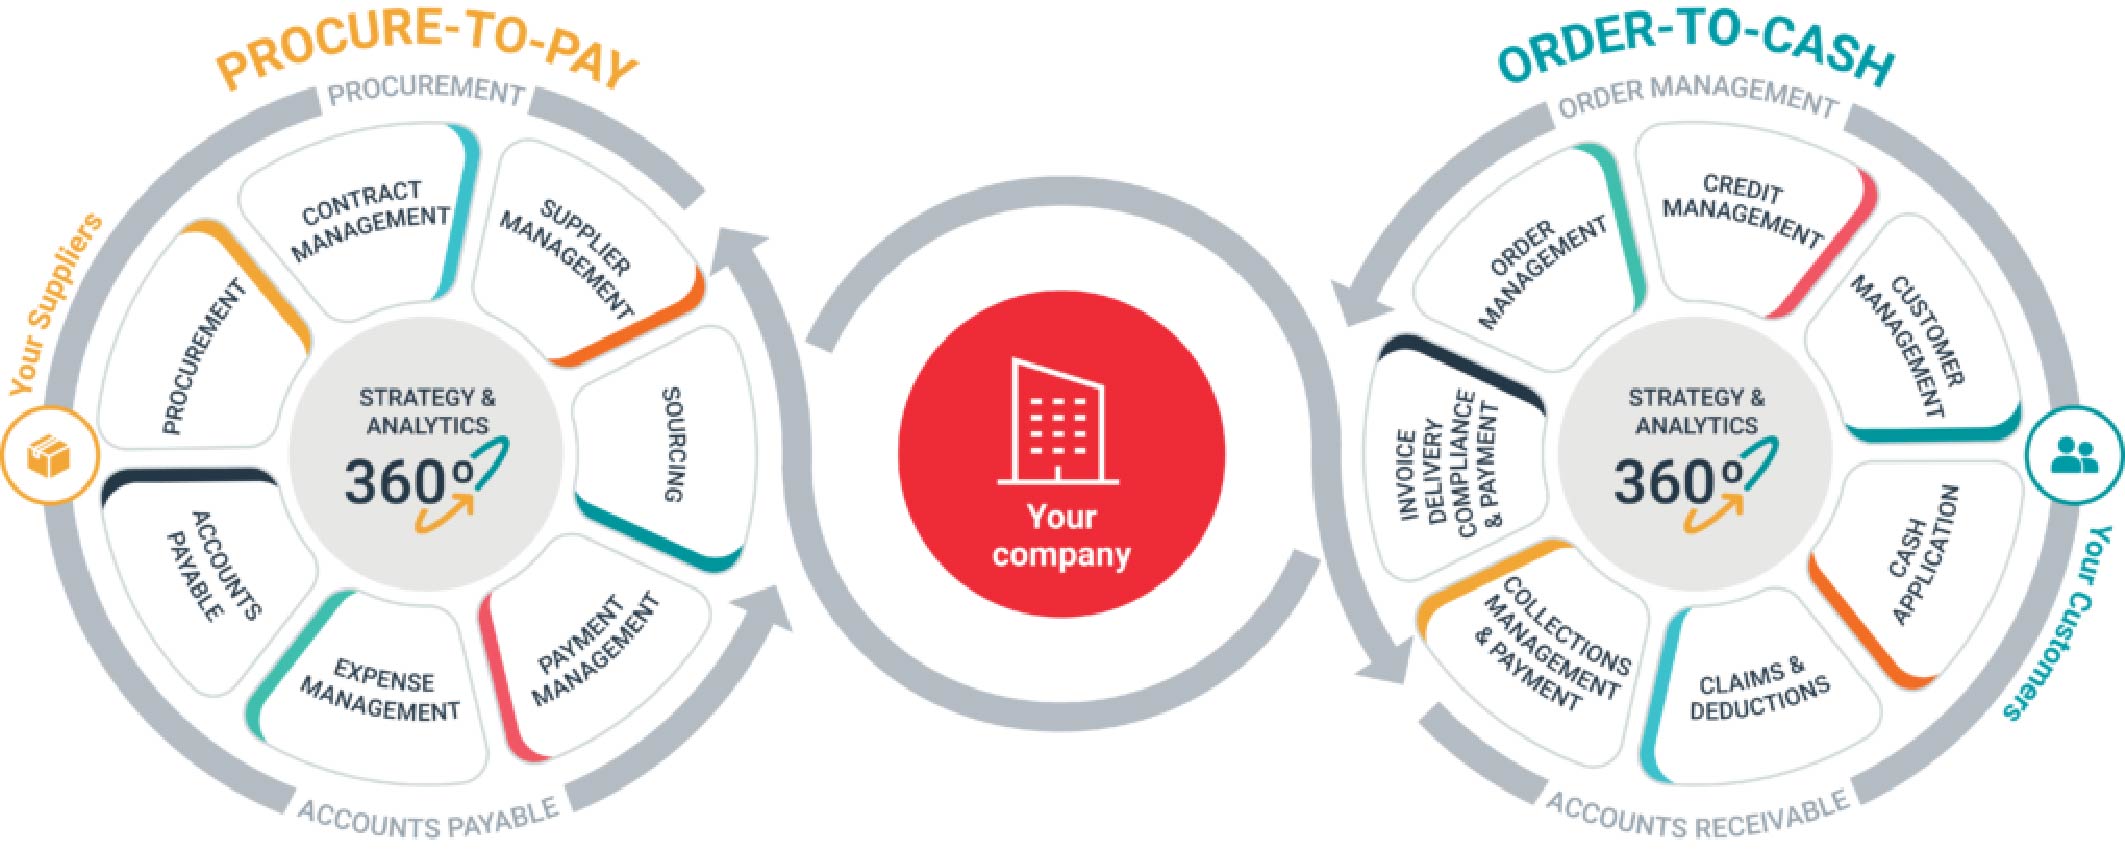 PROCURE-TO-PAY
PROCUREMENT
Your Suppliers
CONTRACT
MANAGEMENT
SUPPLIER
MANAGEMENT
PROCUREMENT
SOURCING
STRATEGY &
ANALYTICS
360º
ACCOUNTS
PAYABLE
EXPENSE
MANAGEMENT
PAYMENT
MANAGEMENT
ACCOUNTS PAYABLE
Your
company
ORDER-TO-CASH
ORDER MANAGEMENT
ORDER
MANAGEMENT
CREDIT
MANAGEMENT
CUSTOMER
MANAGEMENT
INVOICE
DELIVERY
COMPLIANCE
& PAYMENT
STRATEGY &
ANALYTICS
360º
CASH
APPLICATION
COLLECTIONS
MANAGEMENT
& PAYMENT
CLAIMS &
DEDUCTIONS
Your Customers
ACCOUNTS RECEIVABLE